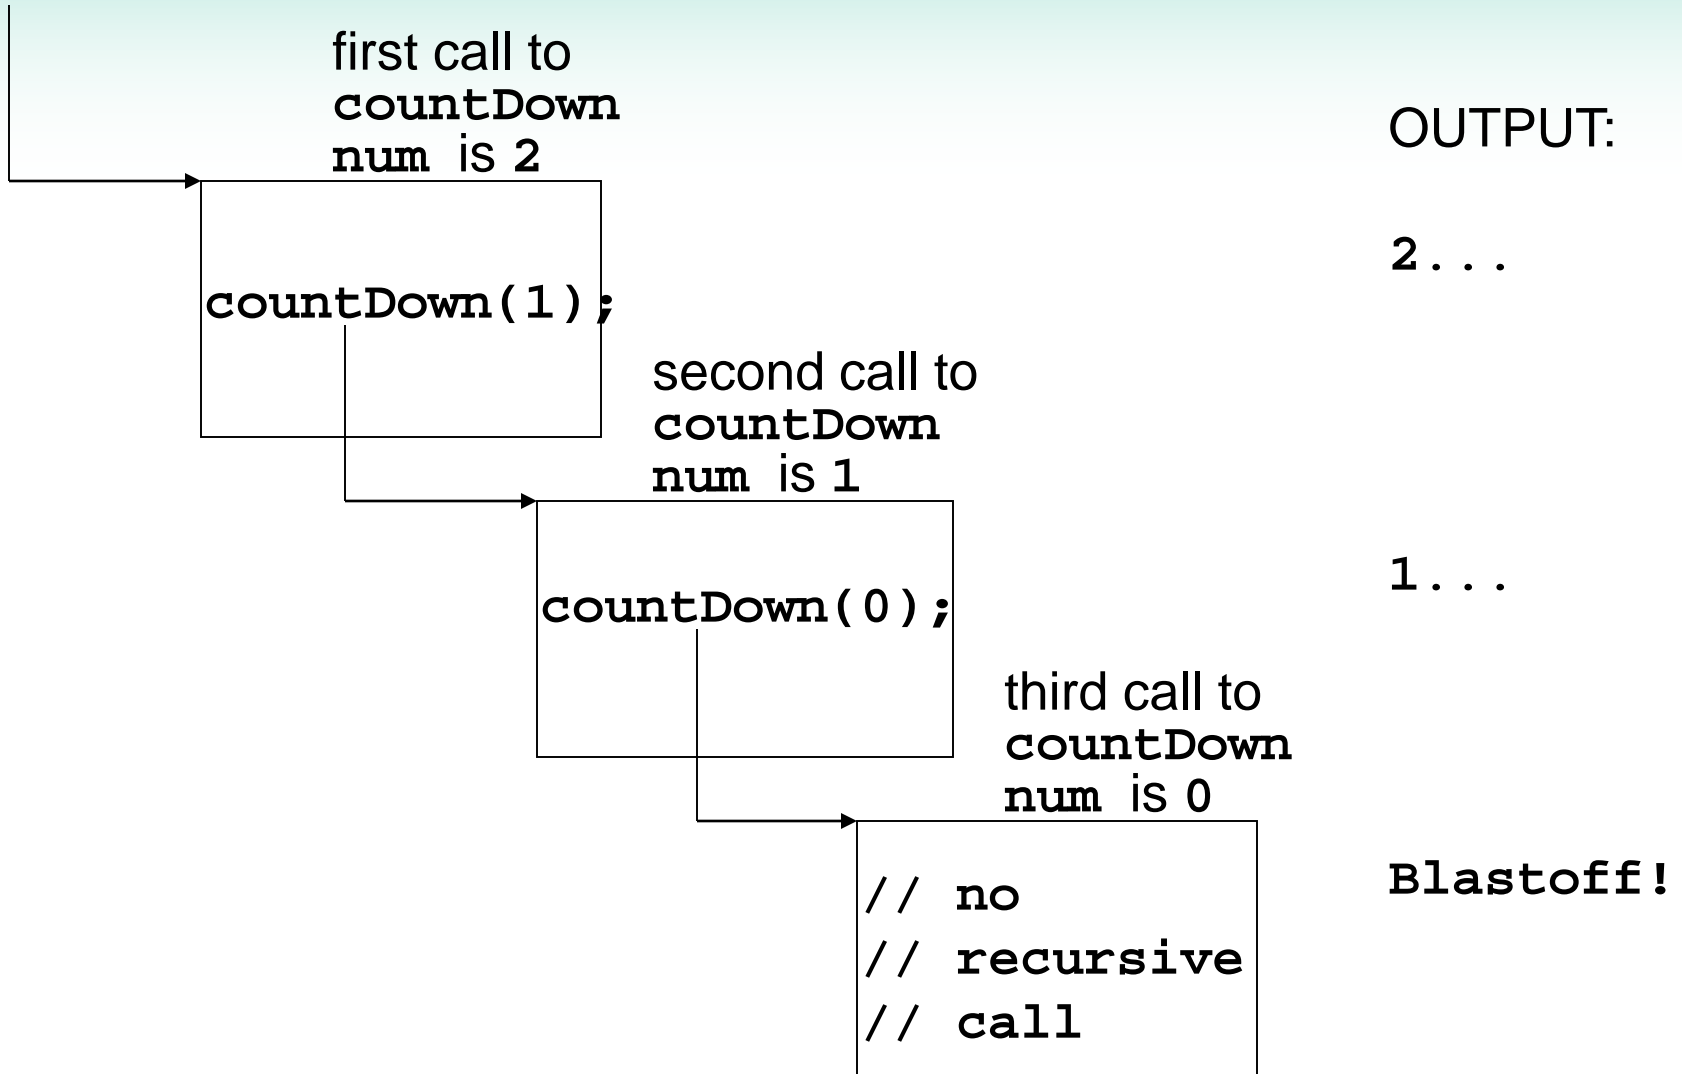 first call to
countDown
num is 2
OUTPUT:
2...
countDown(1);
second call to
countDown
num is 1
1...
countDown(0);
third call to
countDown
num is 0
Blastoff!
// no
// recursive
// call